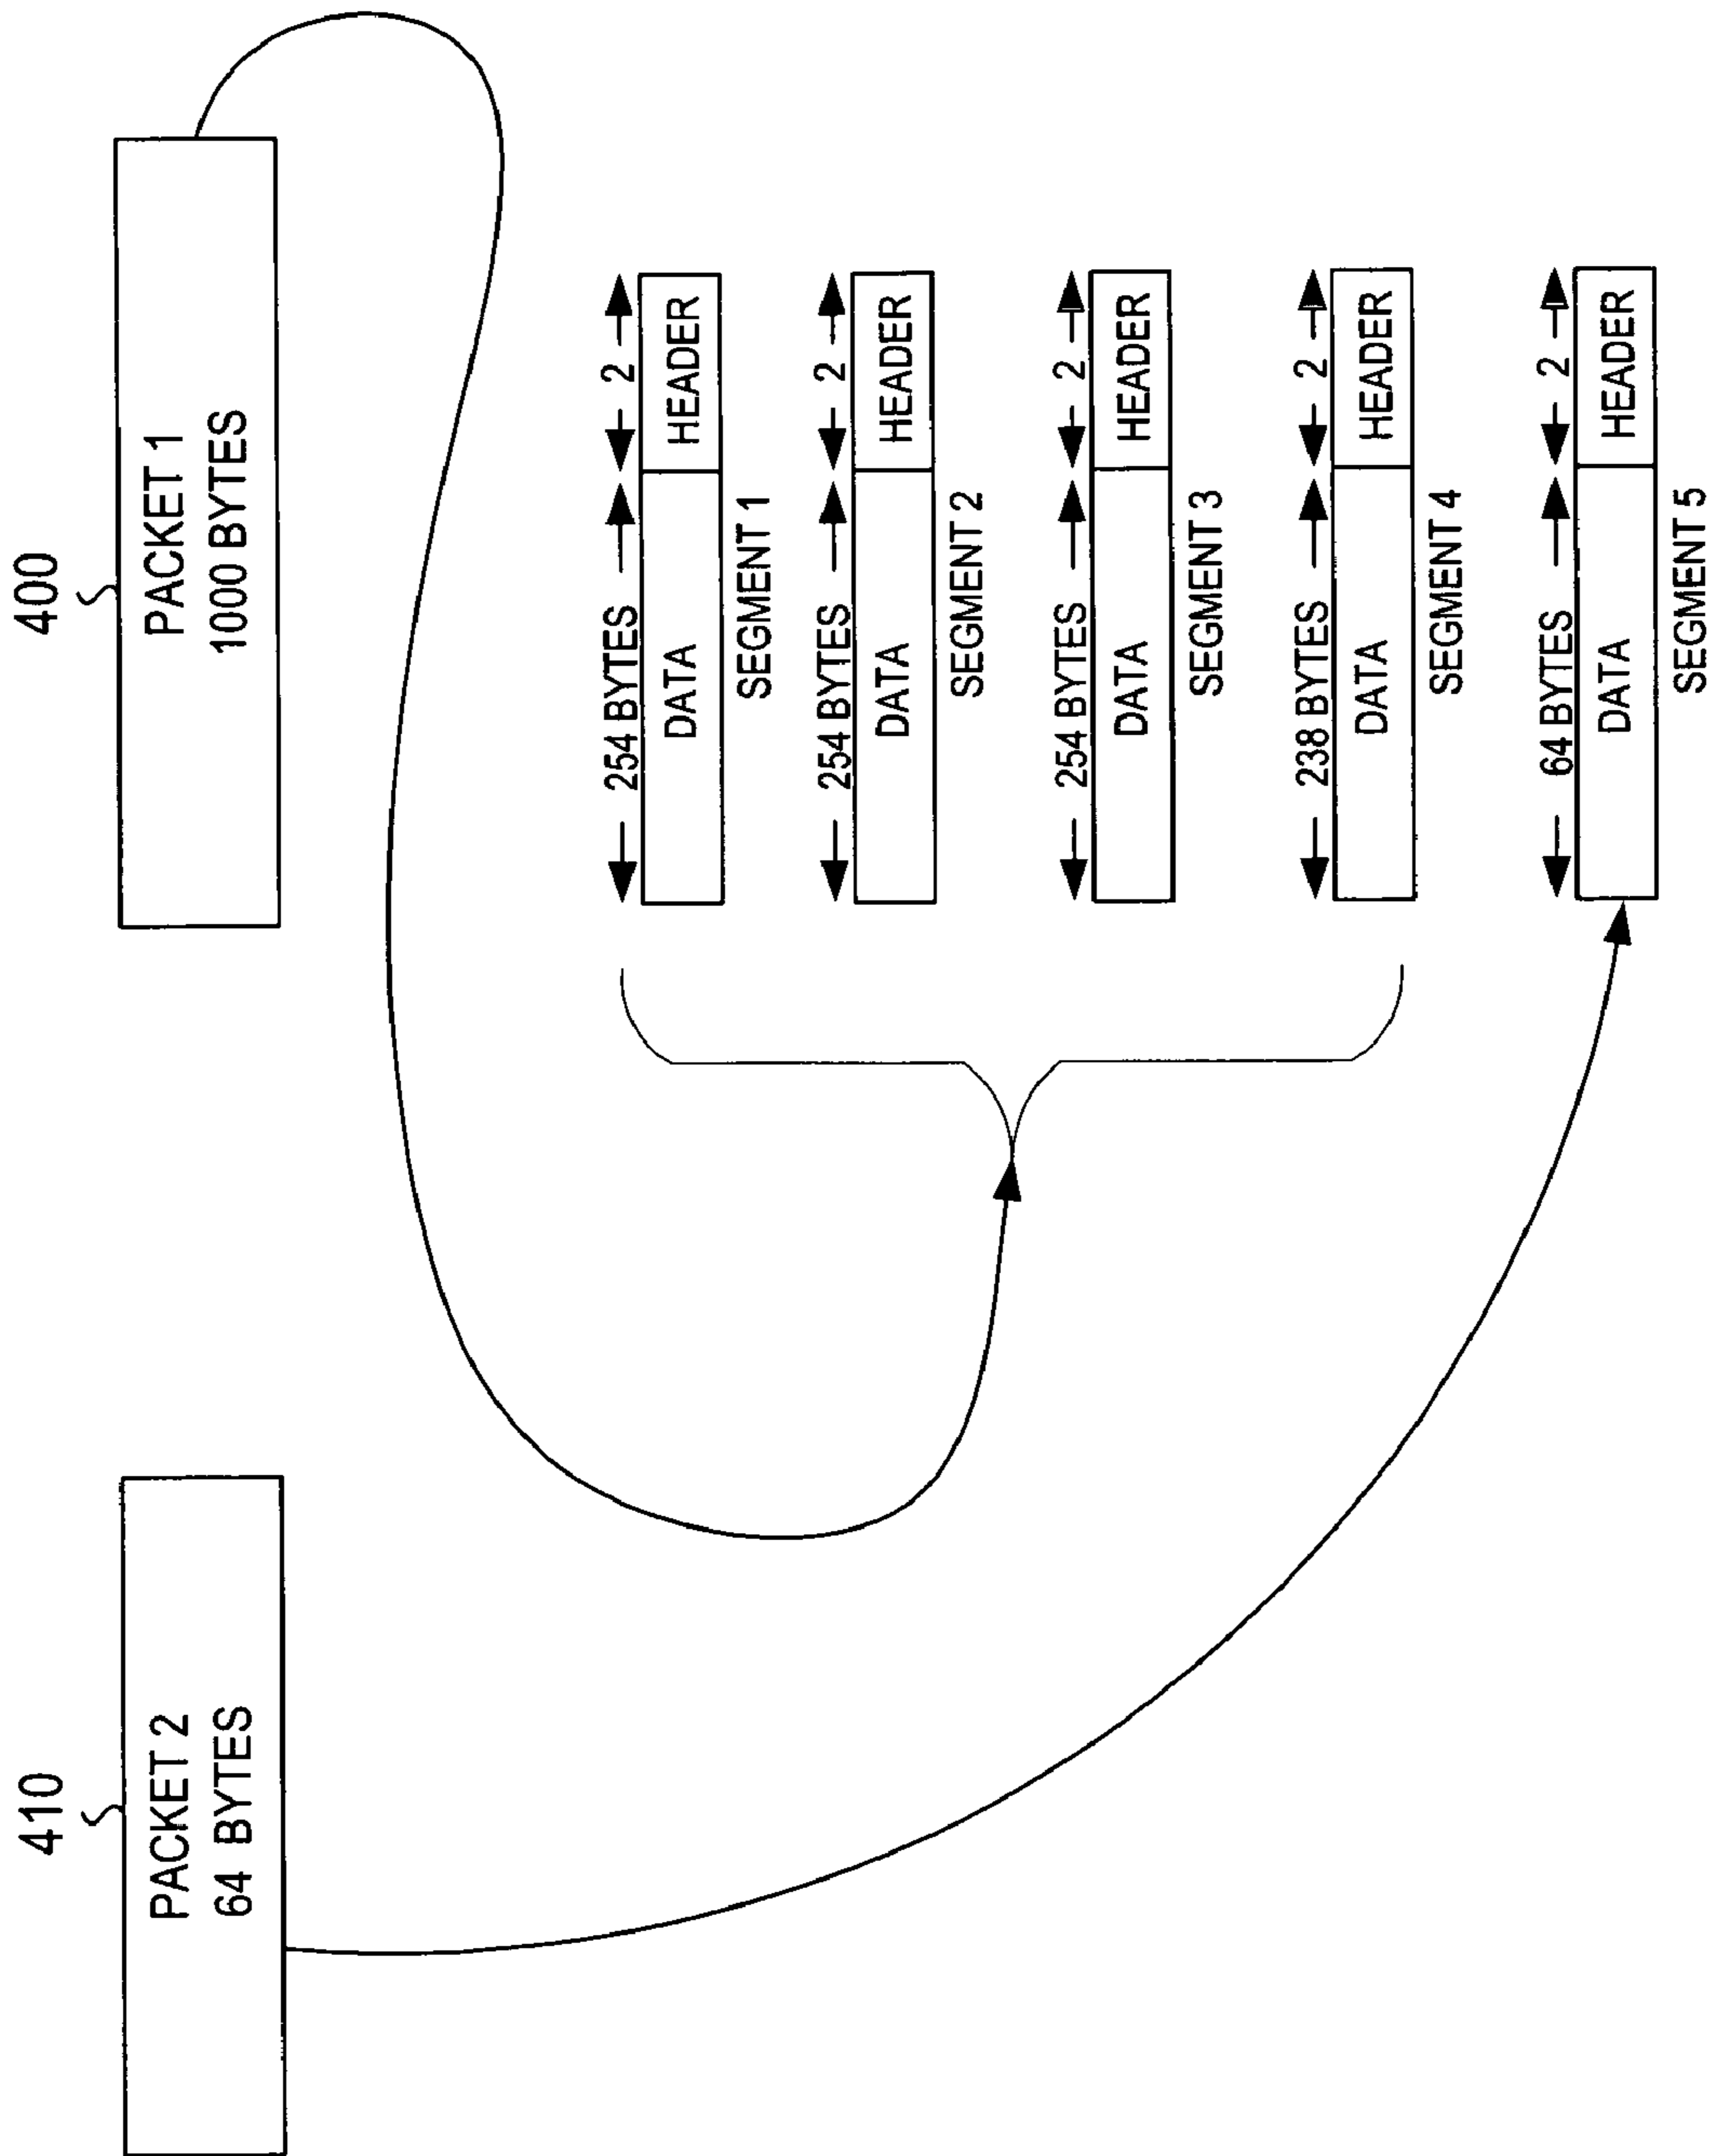 410
PACKET 2
64 BYTES
400
PACKET 1
1000 BYTES
254 BYTES
2
DATA
HEADER
SEGMENT 1
254 BYTES
2
DATA
HEADER
SEGMENT 2
254 BYTES
2
DATA
HEADER
SEGMENT 3
238 BYTES
2
DATA
HEADER
SEGMENT 4
64 BYTES
2
DATA
HEADER
SEGMENT 5